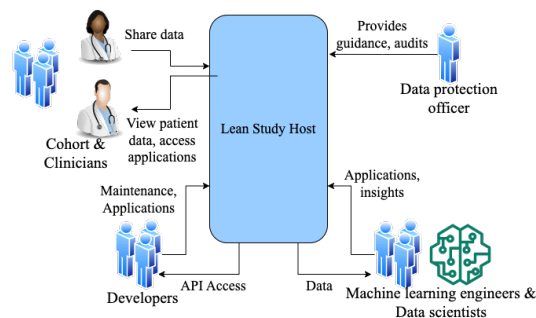 Share data
Provides
guidance, audits
Data protection
officer
Lean Study Host
View patient
data, access
applications
Cohort &
Clinicians
Maintenance,
Applications
Applications,
insights
Developers
API Access
Data
Machine learning engineers &
Data scientists